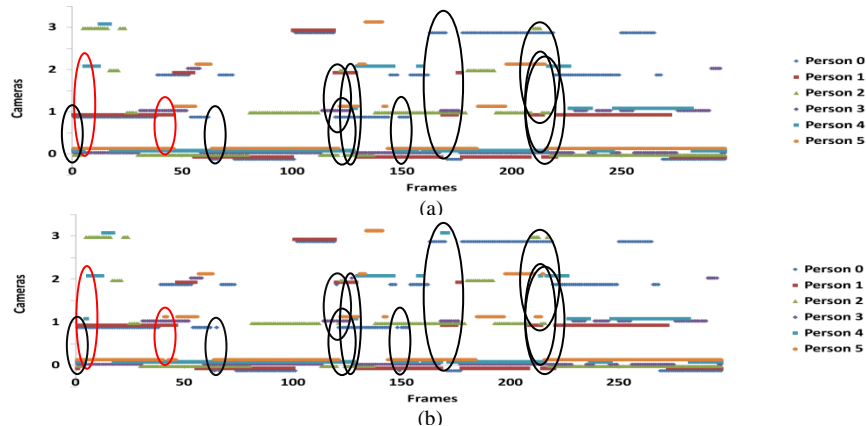 3
2
1
0
Cameras
0
50
100
150
200
250
Frames
Person 0
Person 1
Person 2
Person 3
Person 4
Person 5
(a)
3
2
1
0
Cameras
0
50
100
150
200
250
Frames
Person 0
Person 1
Person 2
Person 3
Person 4
Person 5
(b)